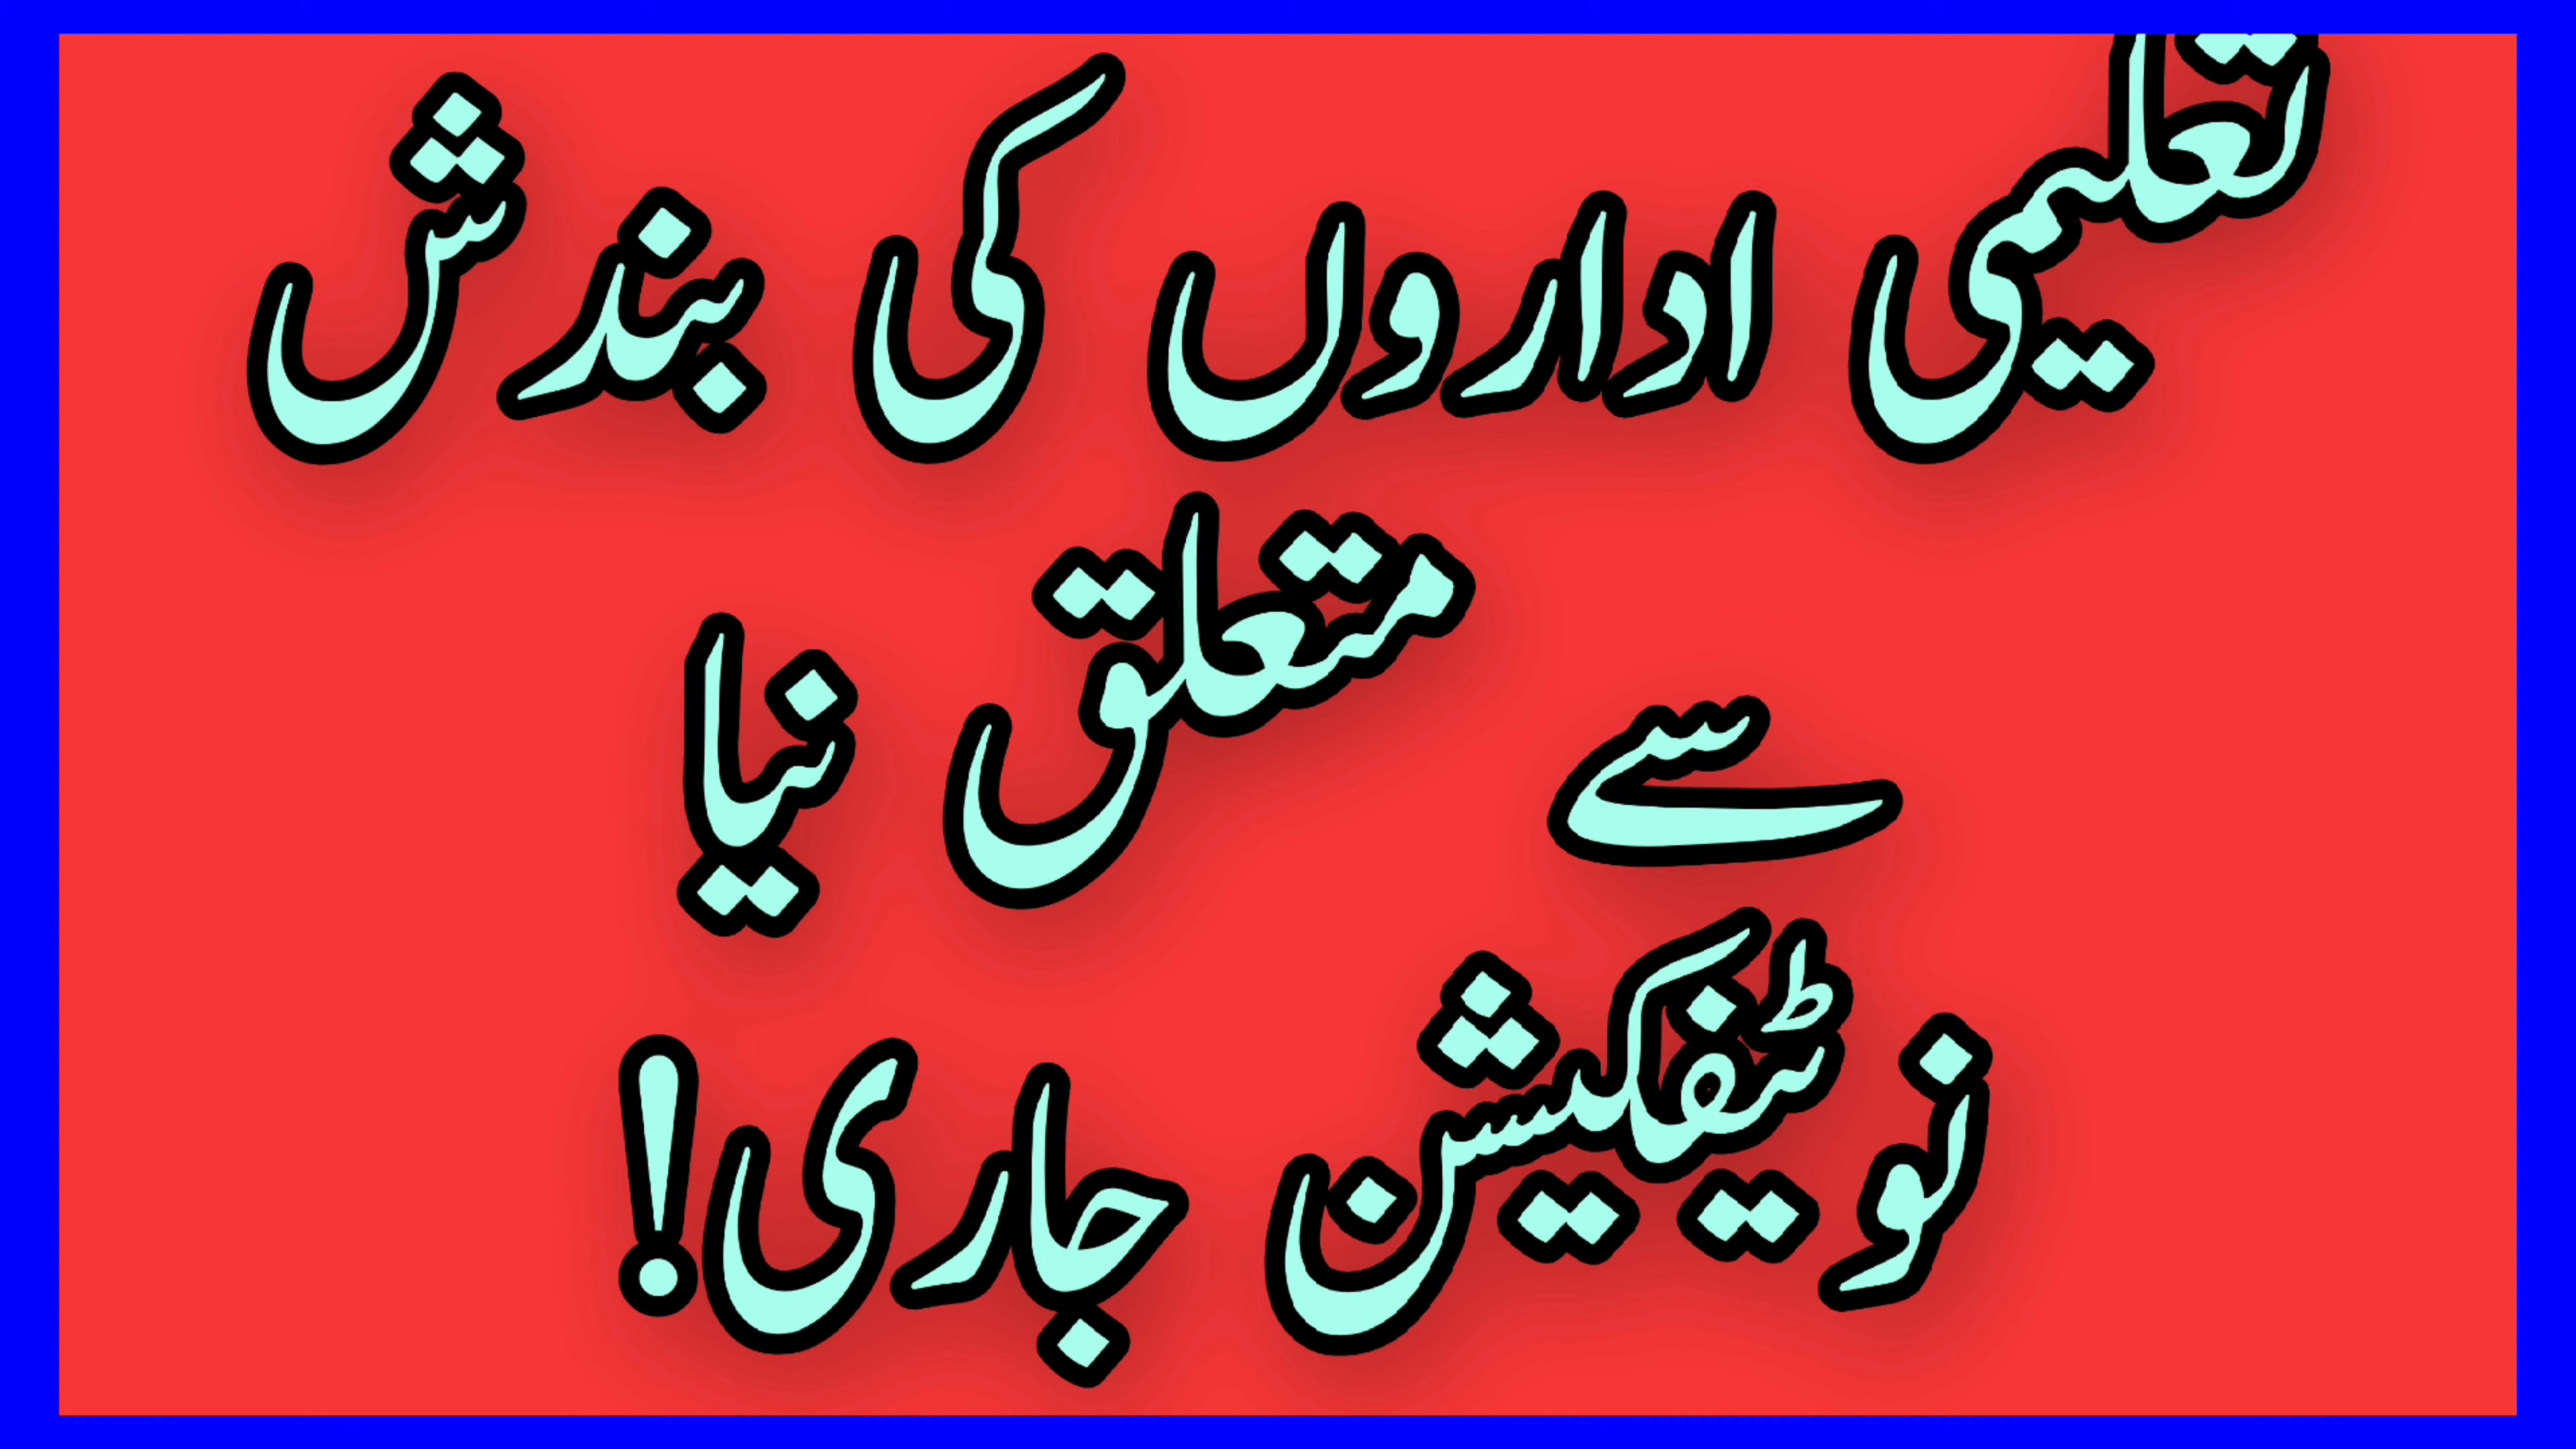 تعلیمی اداروں کی بندش
سے متعلق نیا
نوٹیفکیشن جاری!